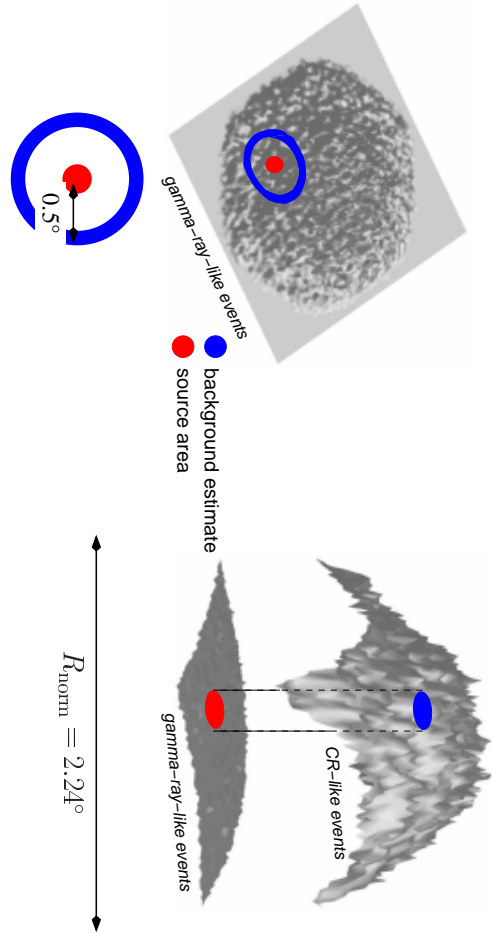 gamma-ray-like events
0.5°
background estimate
source area
CR-like events
gamma-ray-like events
R_norm = 2.24°